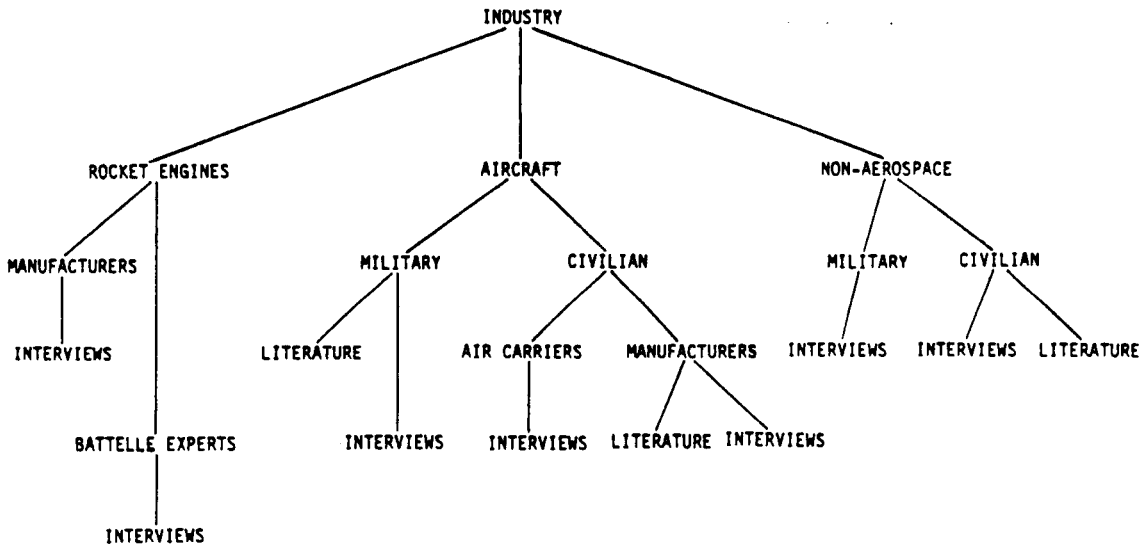 INDUSTRY
ROCKET ENGINES AIRCRAFT NON-AEROSPACE
MANUFACTURERS MILITARY CIVILIAN MILITARY CIVILIAN
INTERVIEWS LITERATURE AIR CARRIERS MANUFACTURERS INTERVIEWS INTERVIEWS LITERATURE
BATTELLE EXPERTS INTERVIEWS INTERVIEWS LITERATURE INTERVIEWS
INTERVIEWS